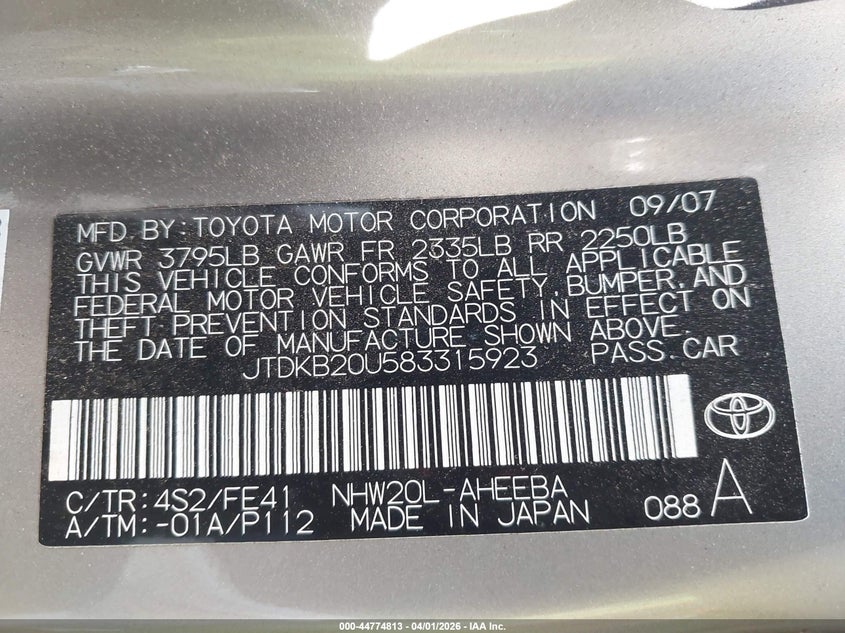 MFD BY:TOYOTA MOTOR CORPORATION 09/07
GVWR 3795LB GAWR FR 2335LB RR 2250LB
THIS VEHICLE CONFORMS TO ALL APPLICABLE
FEDERAL MOTOR VEHICLE SAFETY,BUMPER,AND
THEFT PREVENTION STANDARDS IN EFFECT ON
THE DATE OF MANUFACTURE SHOWN ABOVE.
JTDKB20U583315923 PASS.CAR
C/TR:4S2/FE41 NHW20L-AHEEBA
A/TM:-01A/P112 MADE IN JAPAN 088 A
000-44774813 - 04/01/2026 - IAA Inc.